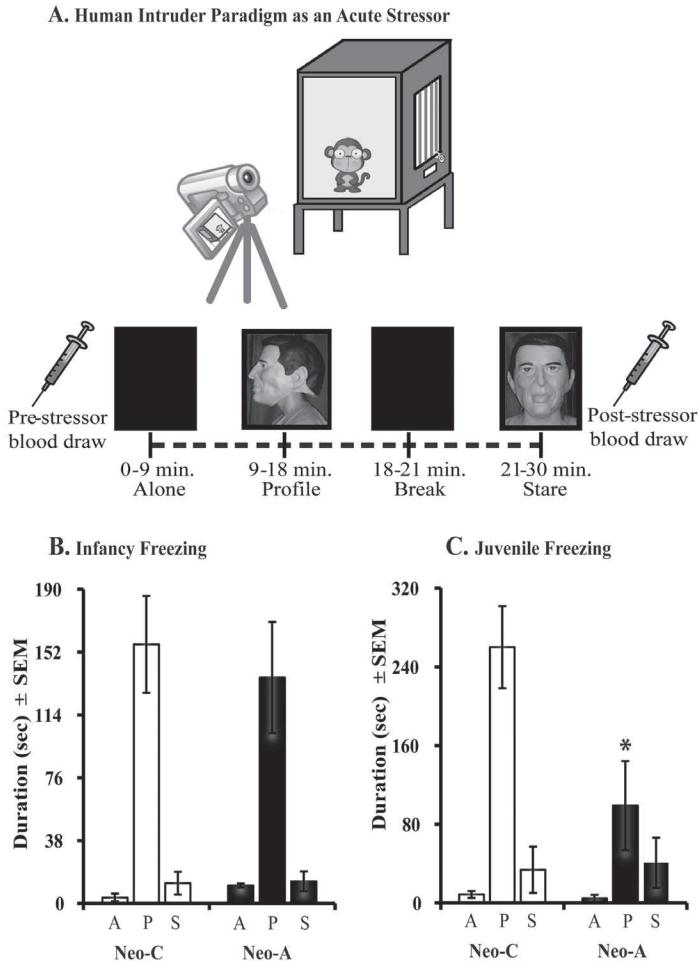 A. Human Intruder Paradigm as an Acute Stressor
Pre-stressor
blood draw
Post-stressor
blood draw
0-9 min.
Alone
9-18 min.
Profile
18-21 min.
Break
21-30 min.
Stare
B. Infancy Freezing
Duration (sec) ± SEM
190
152
114
76
38
0
A P S A P S
Neo-C Neo-A
C. Juvenile Freezing
Duration (sec) ± SEM
320
240
160
80
0
*
A P S A P S
Neo-C Neo-A